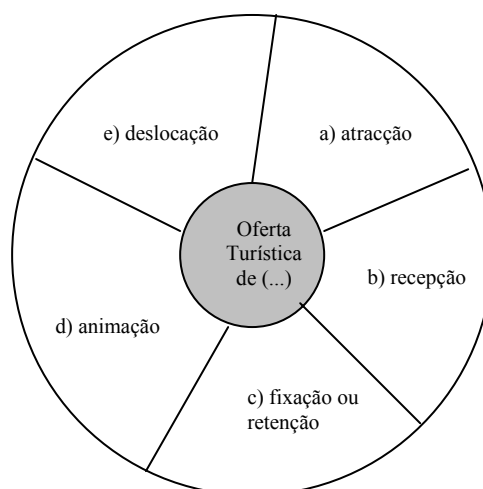 e) deslocação
a) atracção
Oferta
Turística
de (...)
b) recepção
d) animação
c) fixação ou
retenção